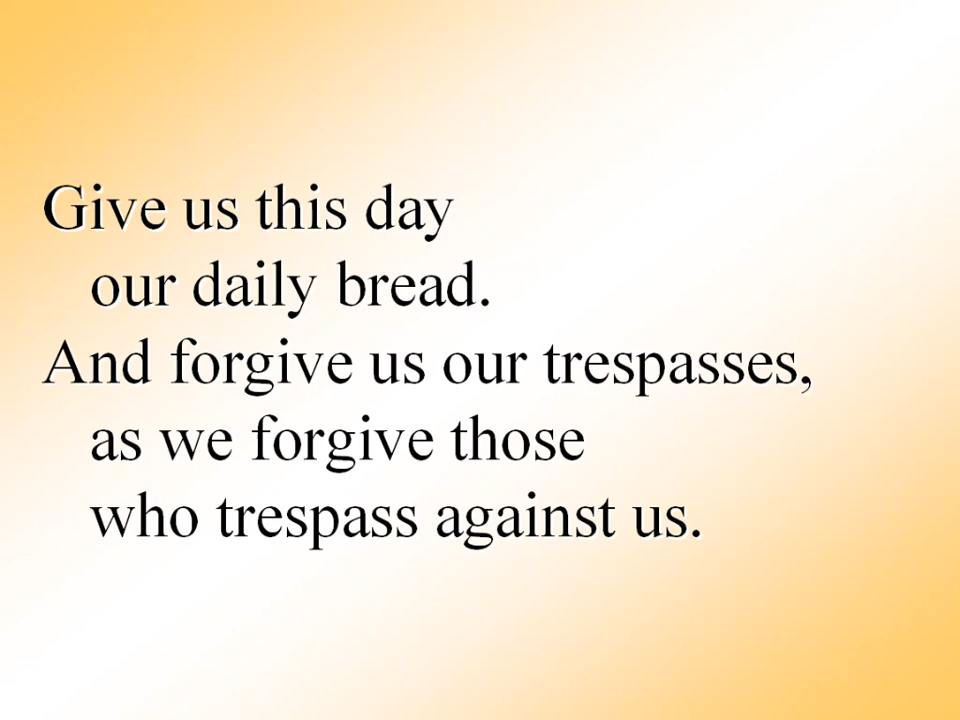 Give us this day
our daily bread.
And forgive us our trespasses,
as we forgive those
who trespass against us.